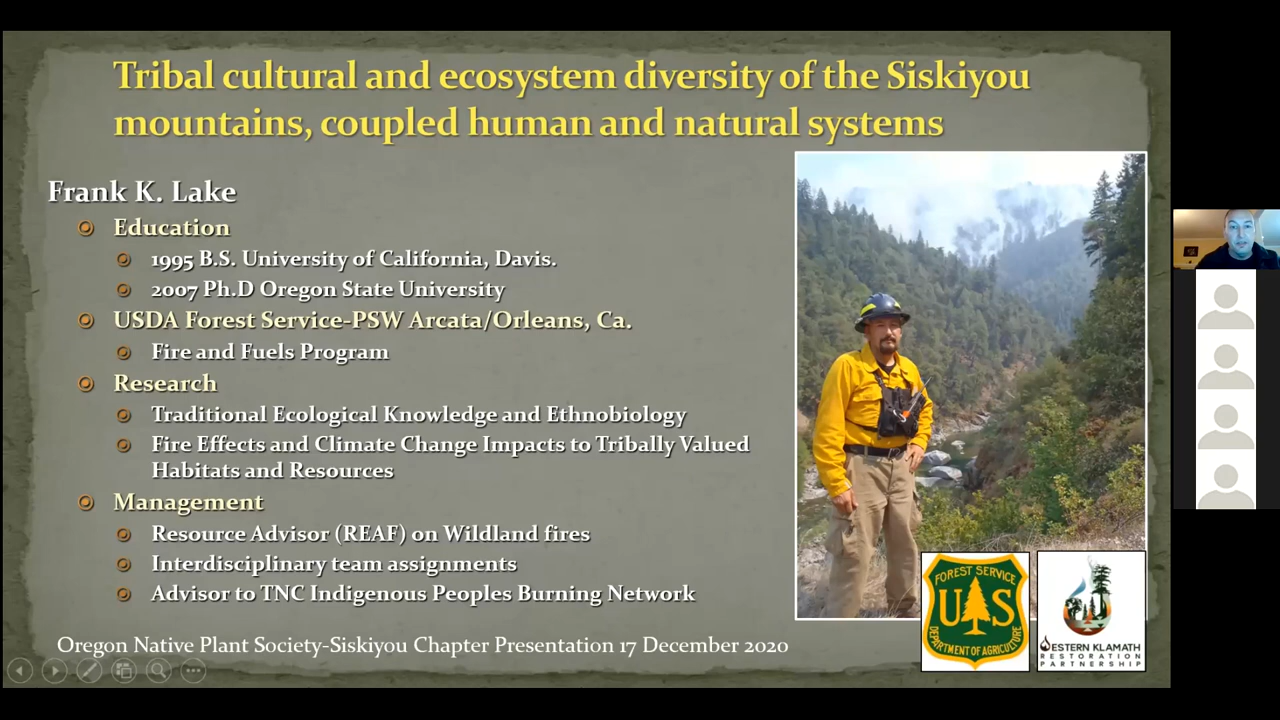 Tribal cultural and ecosystem diversity of the Siskiyou
mountains, coupled human and natural systems
Frank K. Lake
Education
1995 B.S. University of California, Davis.
2007 Ph.D Oregon State University
USDA Forest Service-PSW Arcata/Orleans, Ca.
Fire and Fuels Program
Research
Traditional Ecological Knowledge and Ethnobiology
Fire Effects and Climate Change Impacts to Tribally Valued
Habitats and Resources
Management
Resource Advisor (REAF) on Wildland fires
Interdisciplinary team assignments
Advisor to TNC Indigenous Peoples Burning Network
Oregon Native Plant Society-Siskiyou Chapter Presentation 17 December 2020
FOREST SERVICE
U S
DEPARTMENT OF AGRICULTURE
WESTERN KLAMATH
RESTORATION
PARTNERSHIP